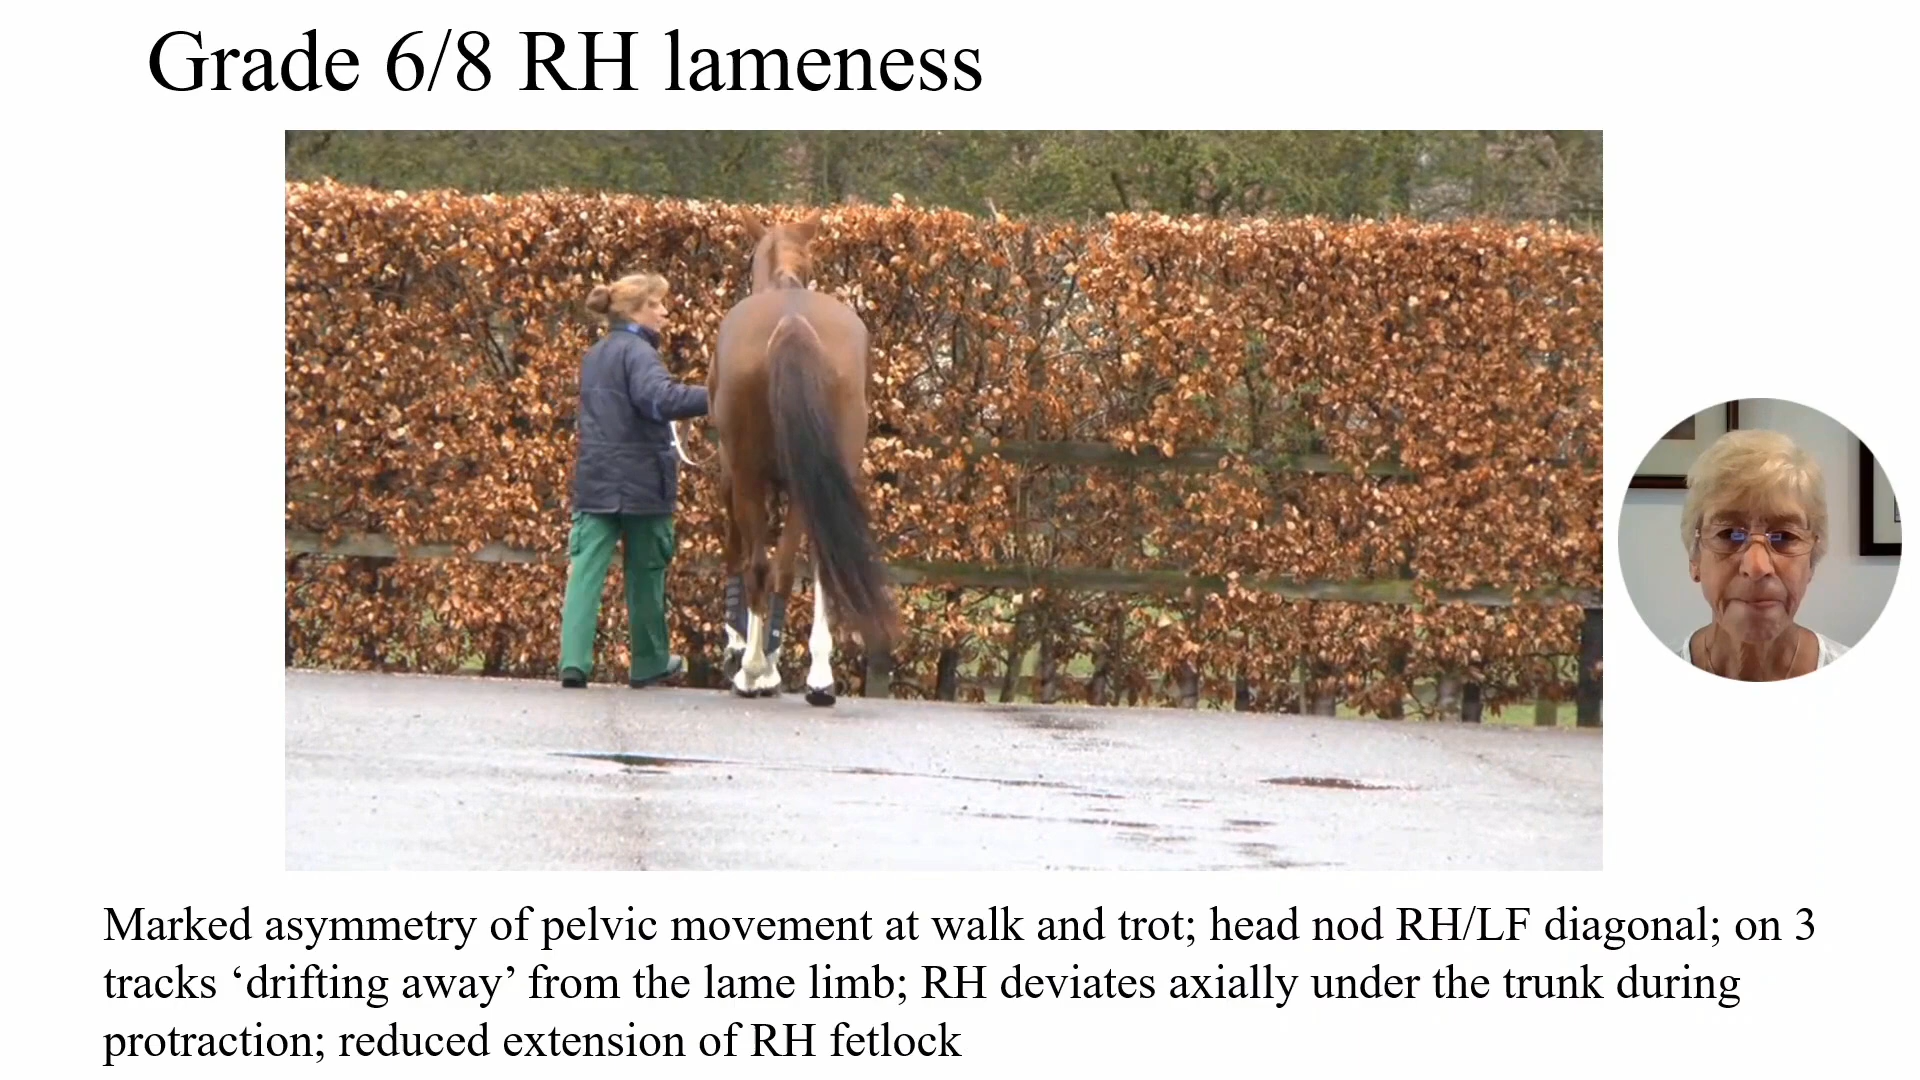 Grade 6/8 RH lameness
Marked asymmetry of pelvic movement at walk and trot; head nod RH/LF diagonal; on 3
tracks ‘drifting away’ from the lame limb; RH deviates axially under the trunk during
protraction; reduced extension of RH fetlock